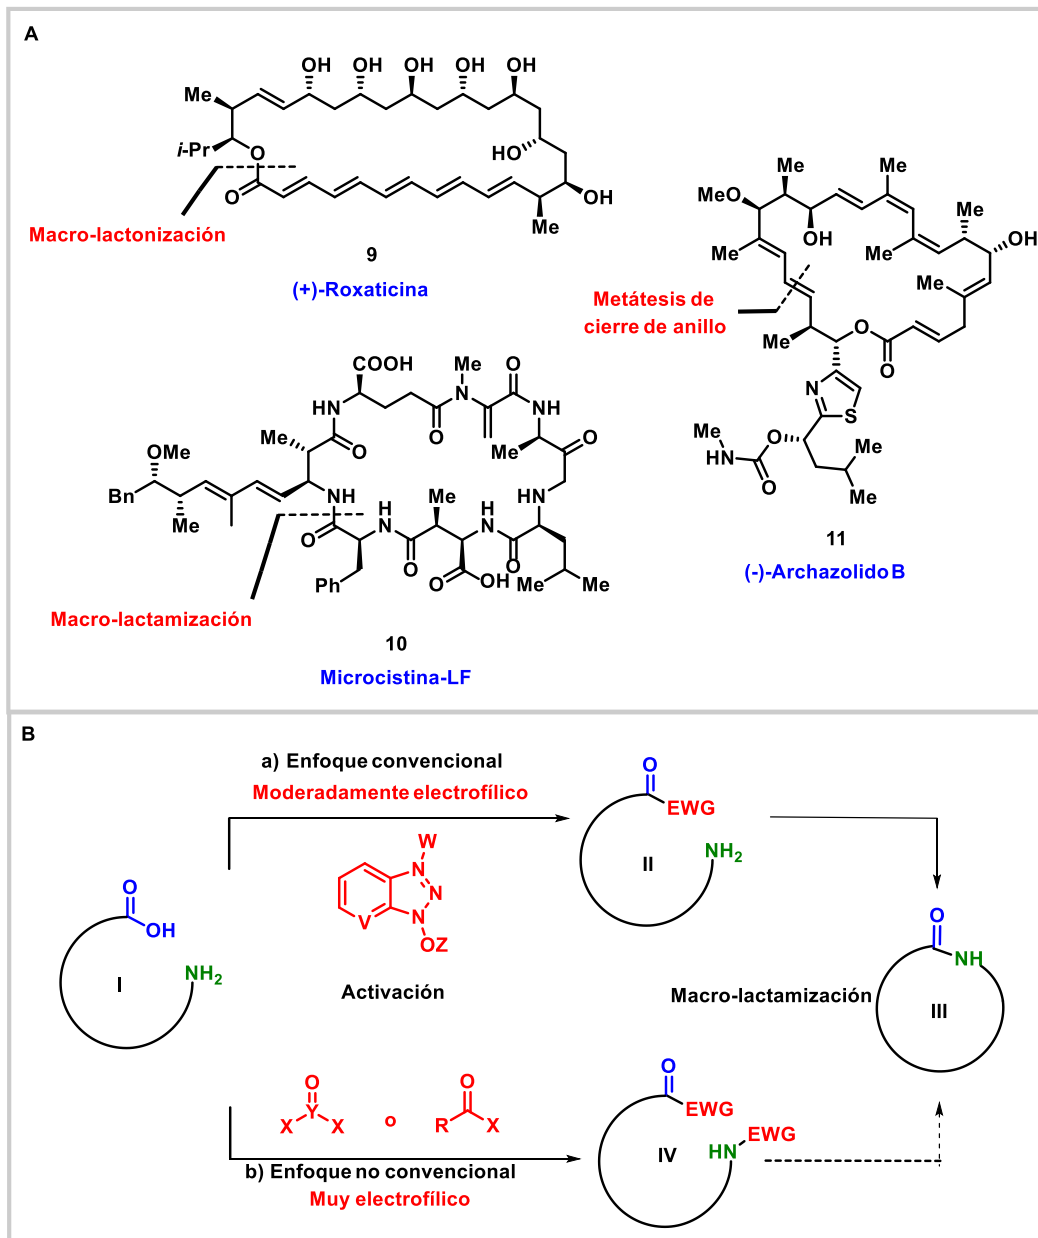 A
OH OH OH OH OH
Me
i-Pr
O
O
HO
OH
Me
Macro-lactonización
9
(+)-Roxaticina
Me
Me
MeO
OH
Me
Me
Me
OH
Me
Metátesis de
cierre de anillo
Me
O
O
N
S
Me
HN
O
O
Me
Me
11
(-)-Archazolido B
COOH
Me
N
O
O
HN
O
O
HN
Me
Me
O
OMe
Bn
Me
NH
HN
O
H
N
Me
H
N
O
O
O
OH
Ph
Me
Me
Macro-lactamización
10
Microcistina-LF
B
a) Enfoque convencional
Moderadamente electrofílico
W
N
N
N
V
OZ
Activación
O
OH
NH2
I
O
EWG
NH2
II
Macro-lactamización
O
NH
III
O
X Y X
o
O
R X
b) Enfoque no convencional
Muy electrofílico
O
EWG
HN EWG
IV